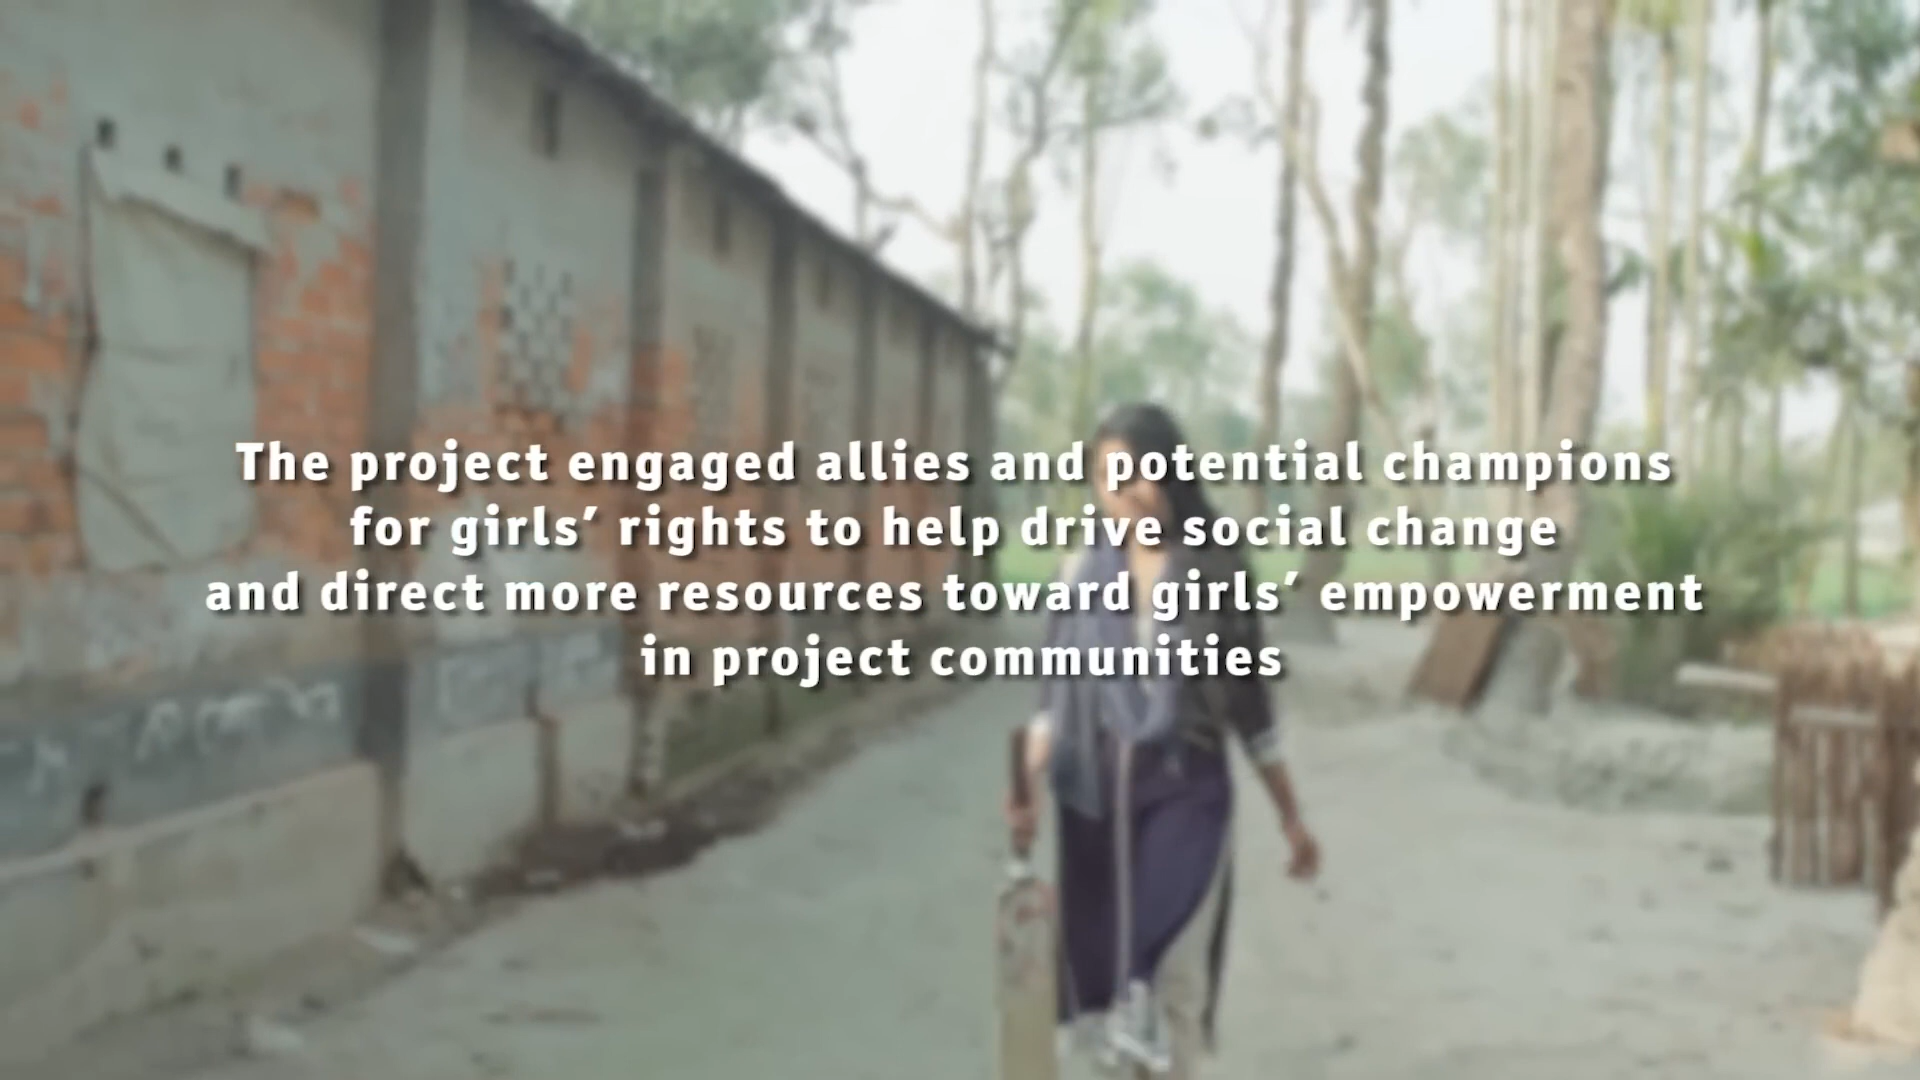 The project engaged allies and potential champions
for girls’ rights to help drive social change
and direct more resources toward girls’ empowerment
in project communities